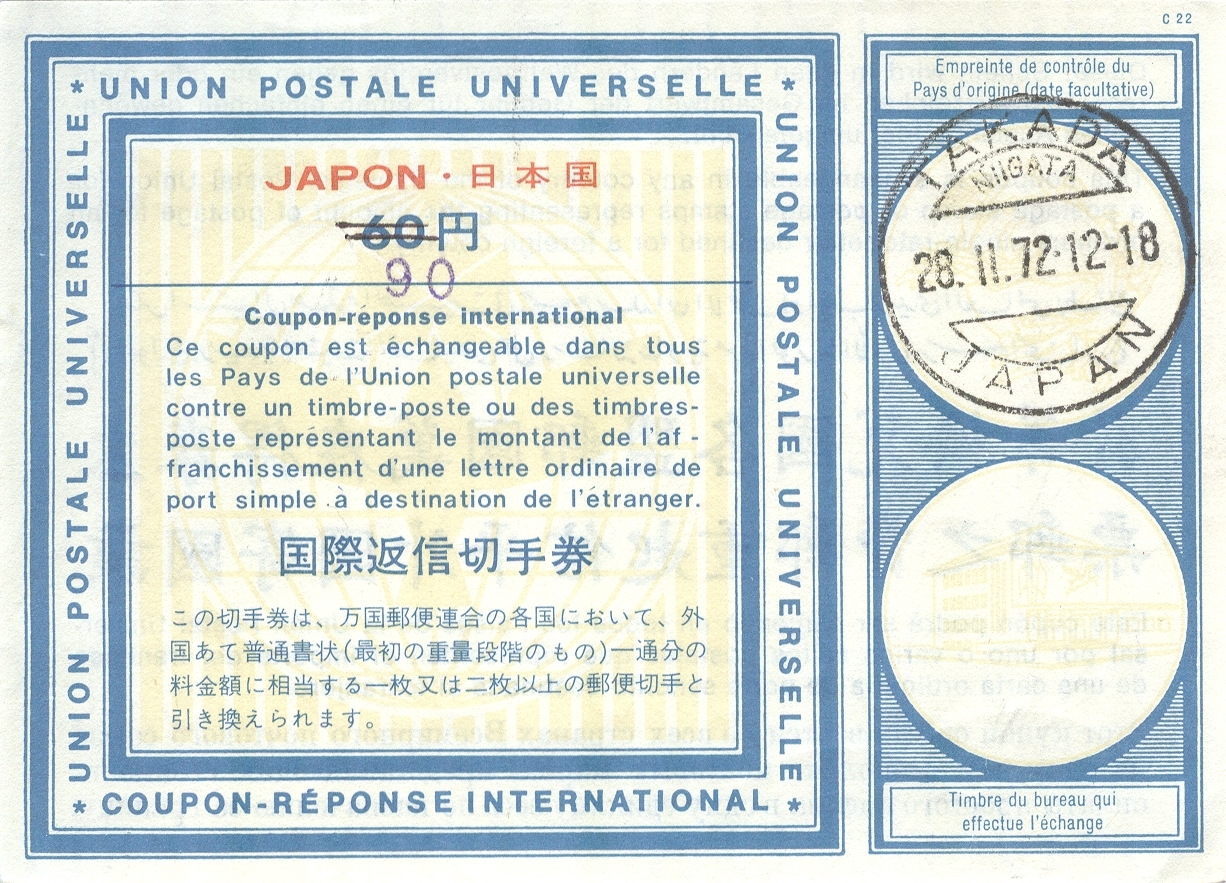 C 22
* UNION POSTALE UNIVERSELLE *
UNION POSTALE UNIVERSELLE
UNION POSTALE UNIVERSELLE
JAPON・日本国
60円
90
Coupon-réponse international
Ce coupon est échangeable dans tous
les Pays de l'Union postale universelle
contre un timbre-poste ou des timbres-
poste représentant le montant de l'af-
franchissement d'une lettre ordinaire de
port simple à destination de l'étranger.
国際返信切手券
この切手券は、万国郵便連合の各国において、外
国あて普通書状(最初の重量段階のもの)一通分の
料金額に相当する一枚又は二枚以上の郵便切手と
引き換えられます。
* COUPON-RÉPONSE INTERNATIONAL *
Empreinte de contrôle du
Pays d'origine (date facultative)
TAKADA
NIIGATA
28.II.72.12-18
JAPAN
Timbre du bureau qui
effectue l'échange